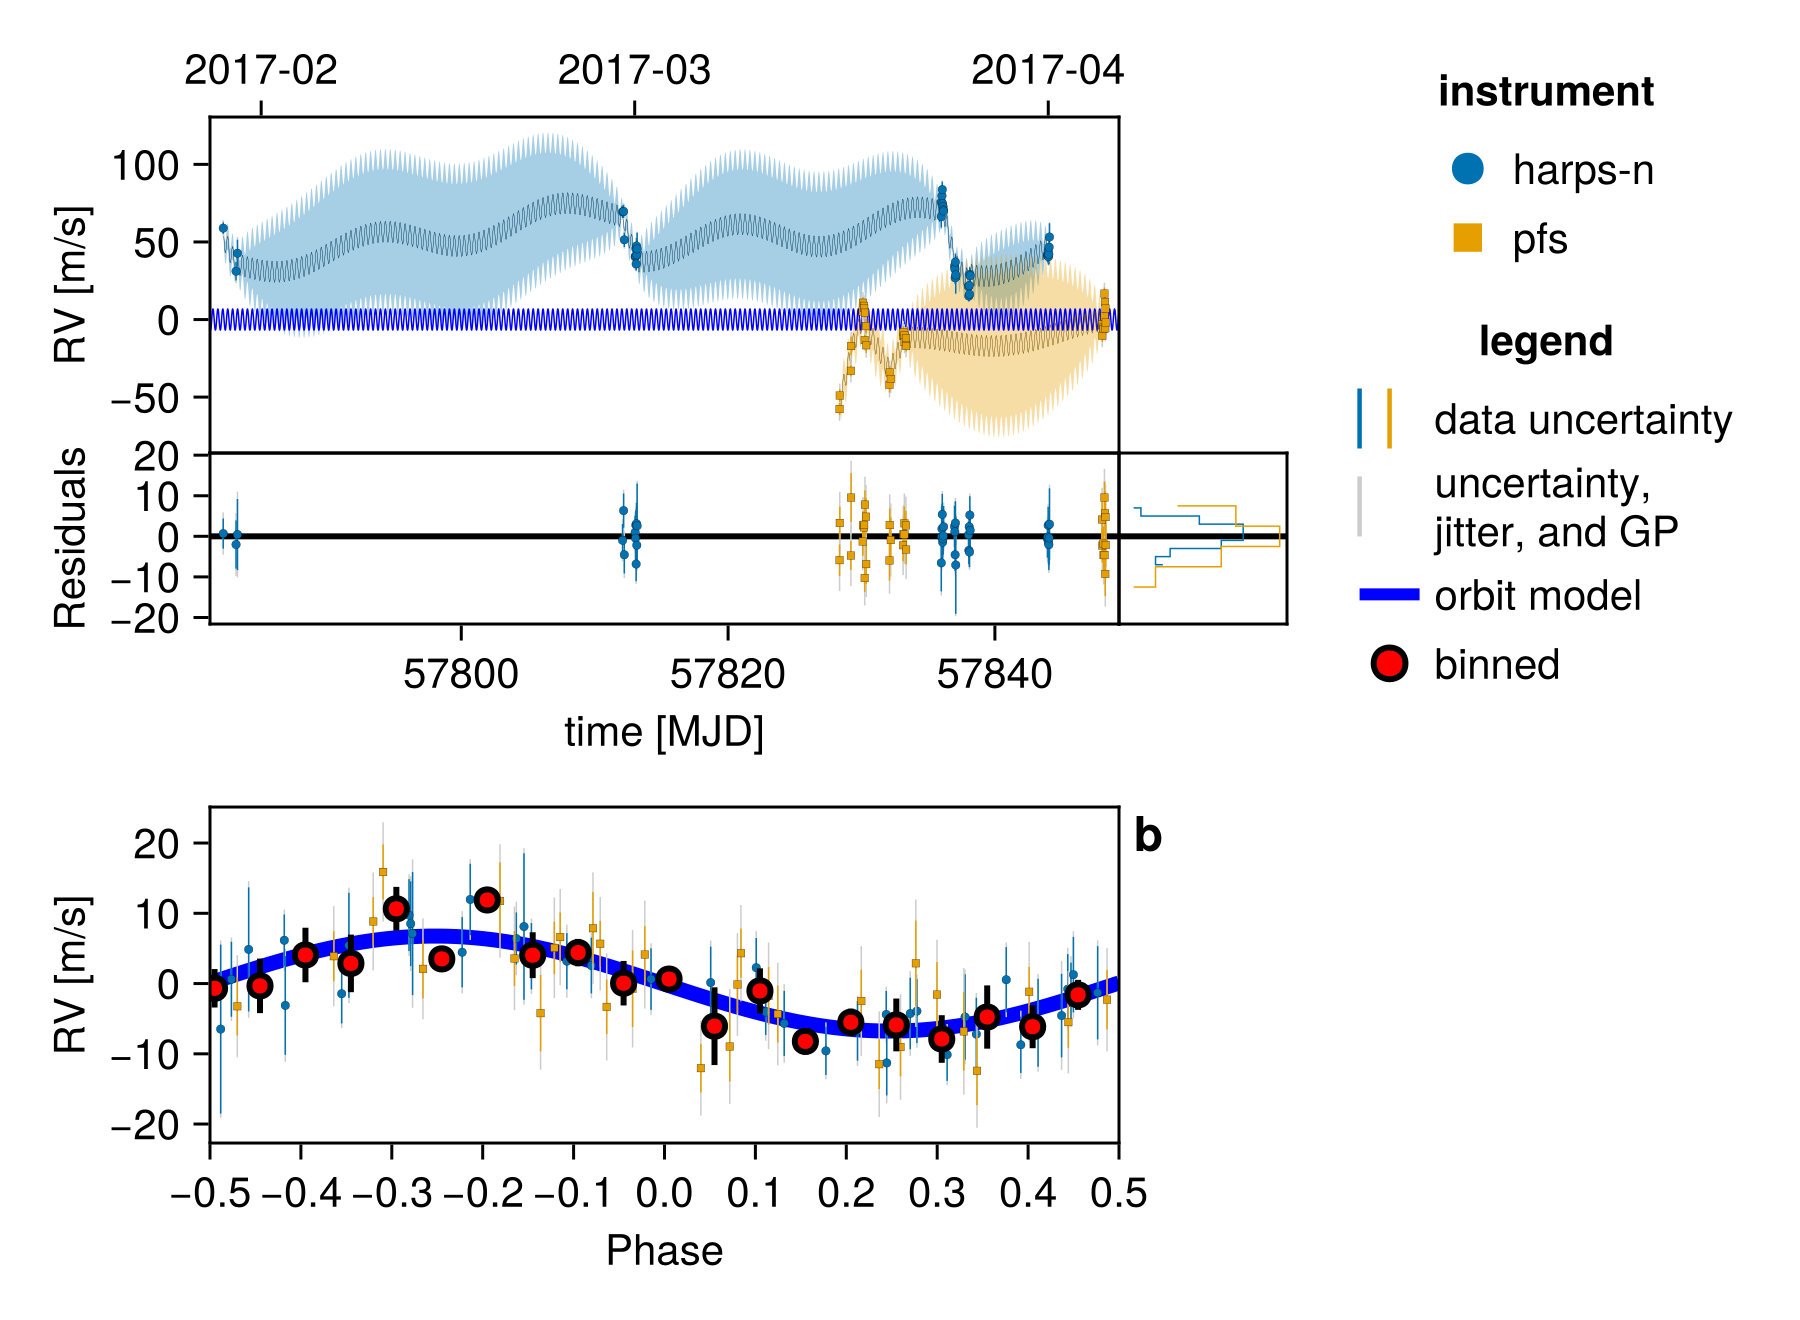 2017-02 2017-03 2017-04
100
50
0
−50
RV [m/s]
20
10
0
−10
−20
Residuals
57800 57820 57840
time [MJD]
instrument
harps-n
pfs
legend
data uncertainty
uncertainty,
jitter, and GP
orbit model
binned
b
20
10
0
−10
−20
RV [m/s]
−0.5 −0.4 −0.3 −0.2 −0.1 0.0 0.1 0.2 0.3 0.4 0.5
Phase